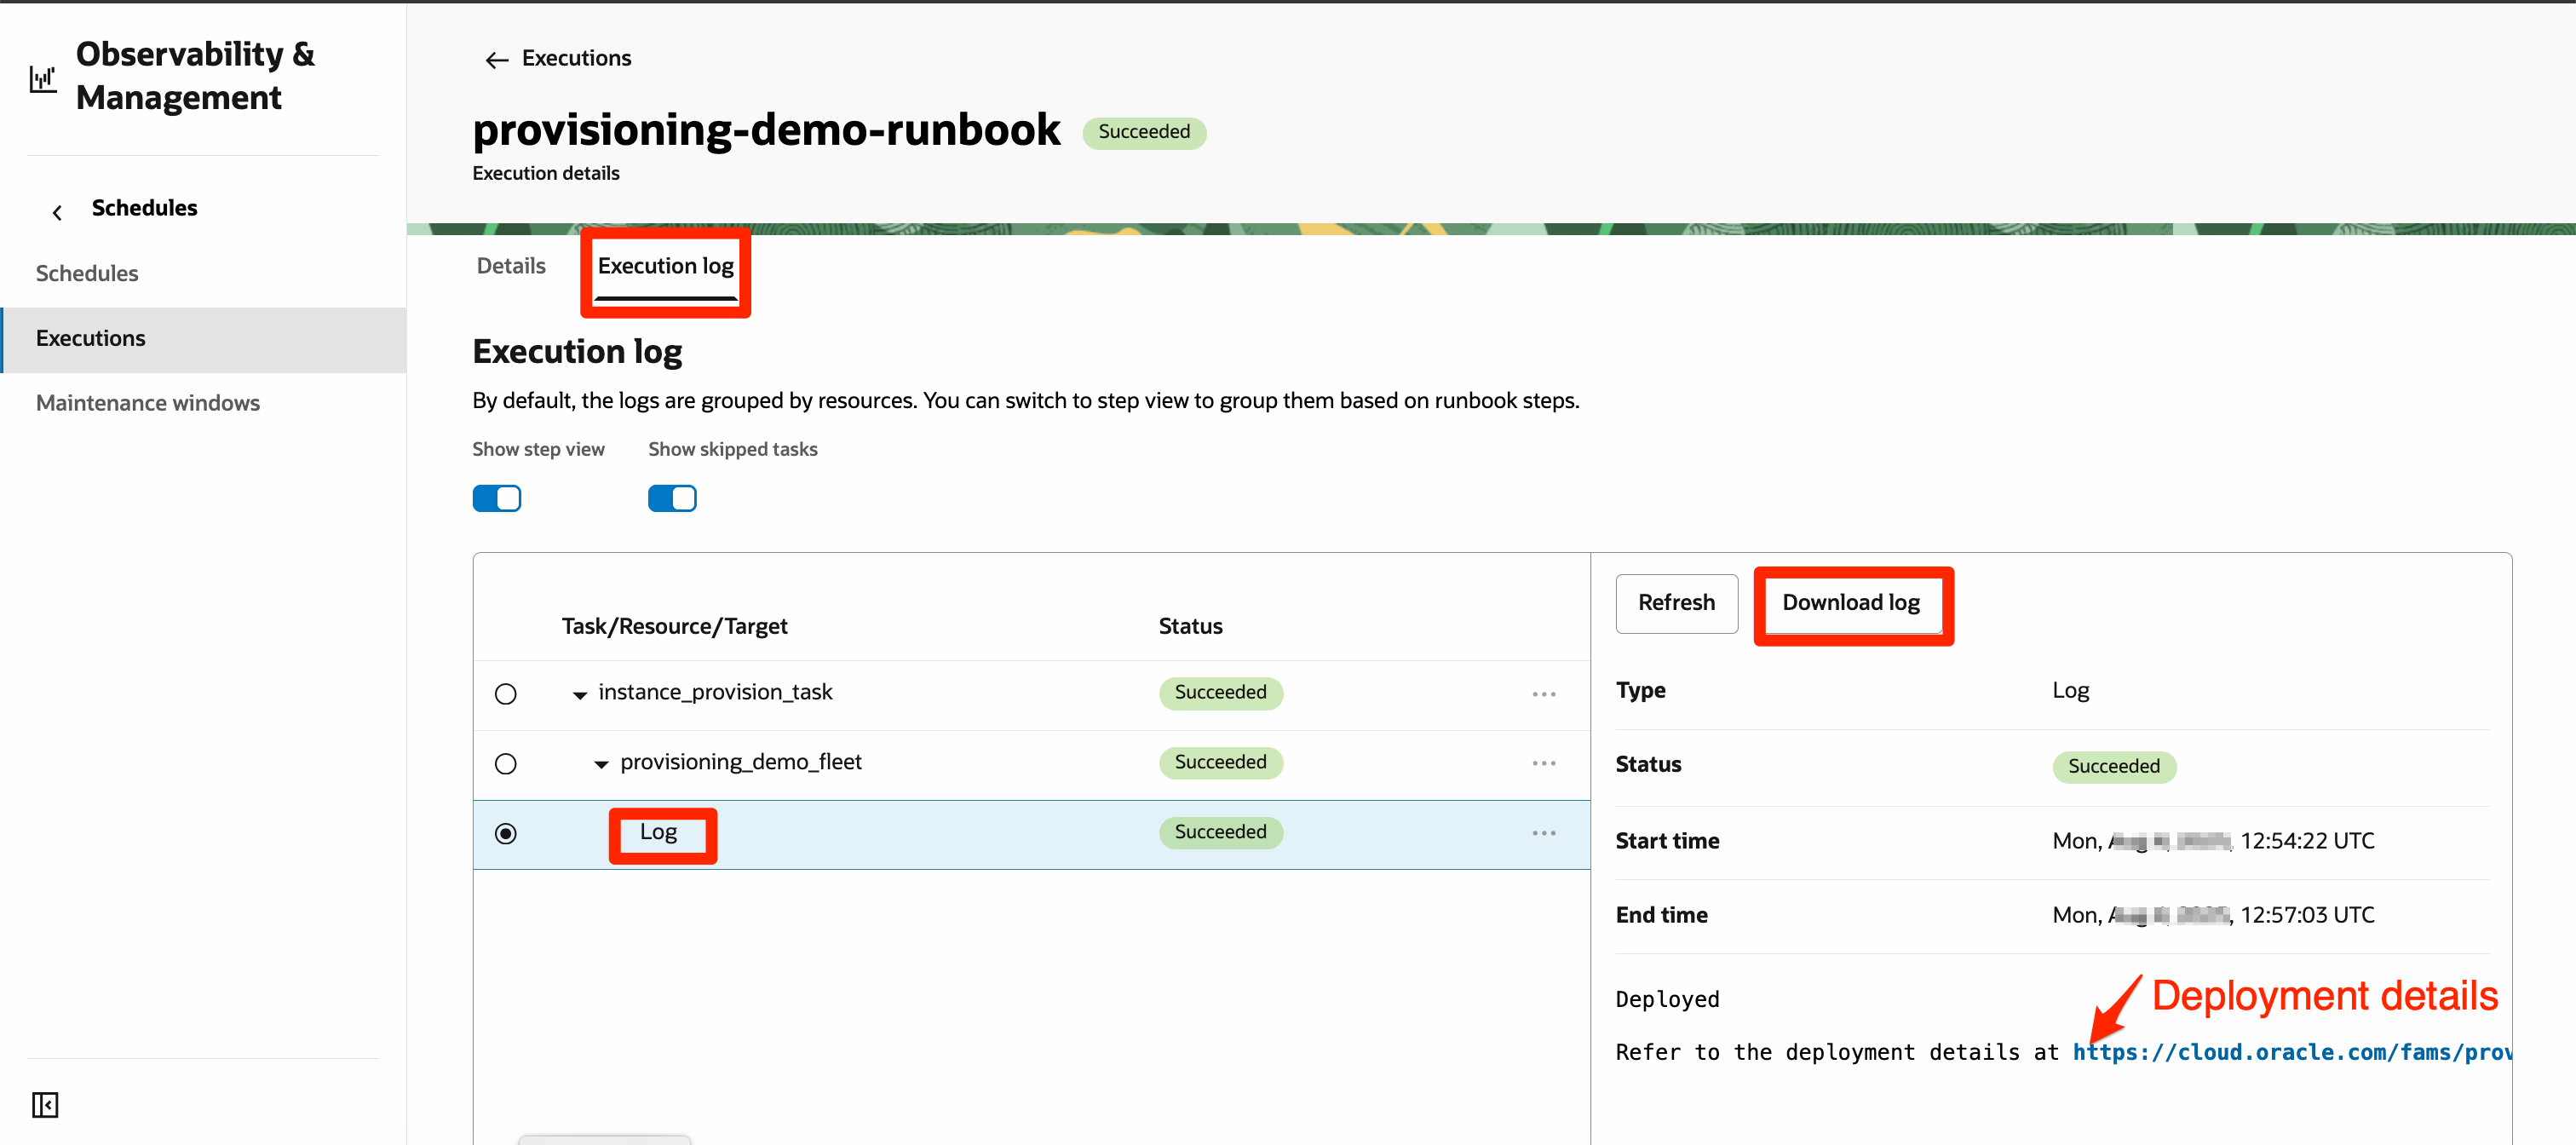 Observability &
Management
Schedules
Schedules
Executions
Maintenance windows
Executions
provisioning-demo-runbook Succeeded
Execution details
Details Execution log
Execution log
By default, the logs are grouped by resources. You can switch to step view to group them based on runbook steps.
Show step view Show skipped tasks
Task/Resource/Target Status
instance_provision_task Succeeded
provisioning_demo_fleet Succeeded
Log Succeeded
Refresh Download log
Type Log
Status Succeeded
Start time Mon, 12:54:22 UTC
End time Mon, 12:57:03 UTC
Deployed
Deployment details
Refer to the deployment details at https://cloud.oracle.com/fams/prov